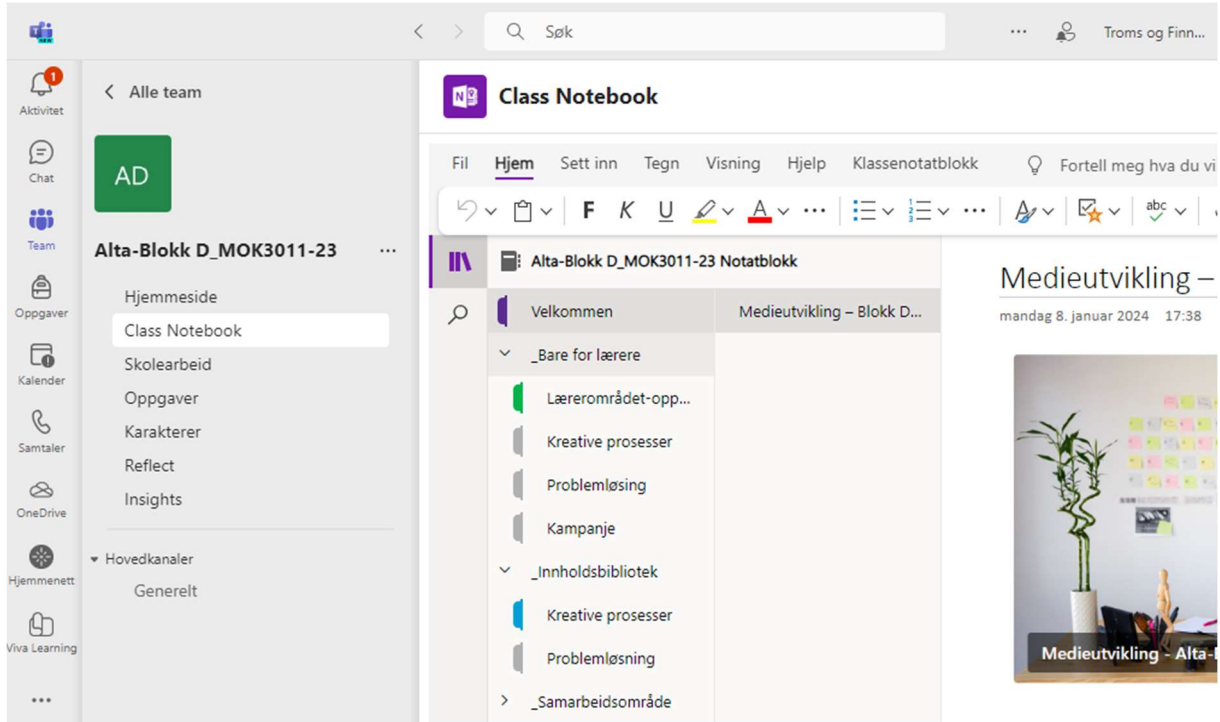 NEW
Søk
Troms og Finn...
1
Aktivitet
Chat
Team
Oppgaver
Kalender
Samtaler
OneDrive
Hjemmenett
Viva Learning
Alle team
AD
Alta-Blokk D_MOK3011-23
Hjemmeside
Class Notebook
Skolearbeid
Oppgaver
Karakterer
Reflect
Insights
Hovedkanaler
Generelt
N
Class Notebook
Fil Hjem Sett inn Tegn Visning Hjelp Klassenotatblokk Fortell meg hva du vi
F K U A abc
Alta-Blokk D_MOK3011-23 Notatblokk
Velkommen
_Bare for lærere
Lærerområdet-opp...
Kreative prosesser
Problemløsing
Kampanje
_Innholdsbibliotek
Kreative prosesser
Problemløsning
_Samarbeidsområde
Medieutvikling – Blokk D...
Medieutvikling –
mandag 8. januar 2024 17:38
Medieutvikling - Alta-